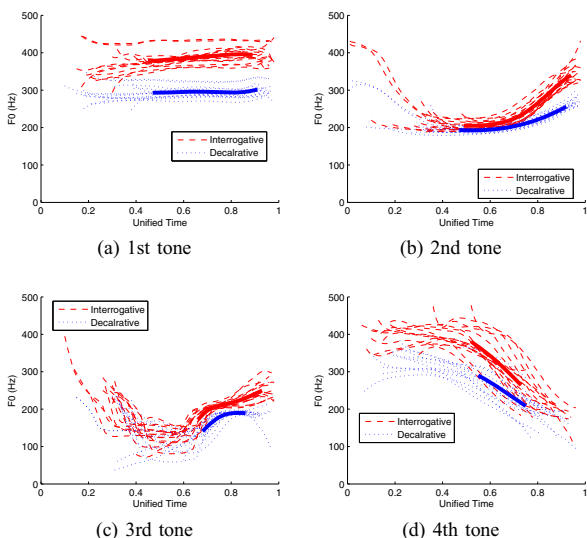 500
400
300
200
100
0
F0 (Hz)
Interrogative
Decalrative
0 0.2 0.4 0.6 0.8 1
Unified Time
(a) 1st tone
500
400
300
200
100
0
F0 (Hz)
Interrogative
Decalrative
0 0.2 0.4 0.6 0.8 1
Unified Time
(b) 2nd tone
500
400
300
200
100
0
F0 (Hz)
Interrogative
Decalrative
0 0.2 0.4 0.6 0.8 1
Unified Time
(c) 3rd tone
500
400
300
200
100
0
F0 (Hz)
Interrogative
Decalrative
0 0.2 0.4 0.6 0.8 1
Unified Time
(d) 4th tone